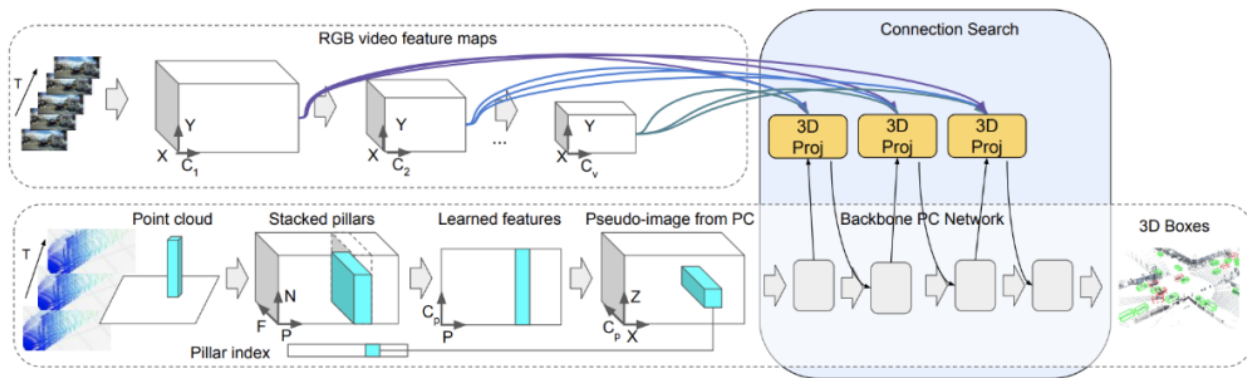 RGB video feature maps
Connection Search
T
Y
X
C1
Y
X
C2
...
Y
X
Cv
3D Proj
3D Proj
3D Proj
Point cloud
Stacked pillars
Learned features
Pseudo-image from PC
Backbone PC Network
3D Boxes
T
N
F
P
Cp
P
Z
Cp
X
Pillar index